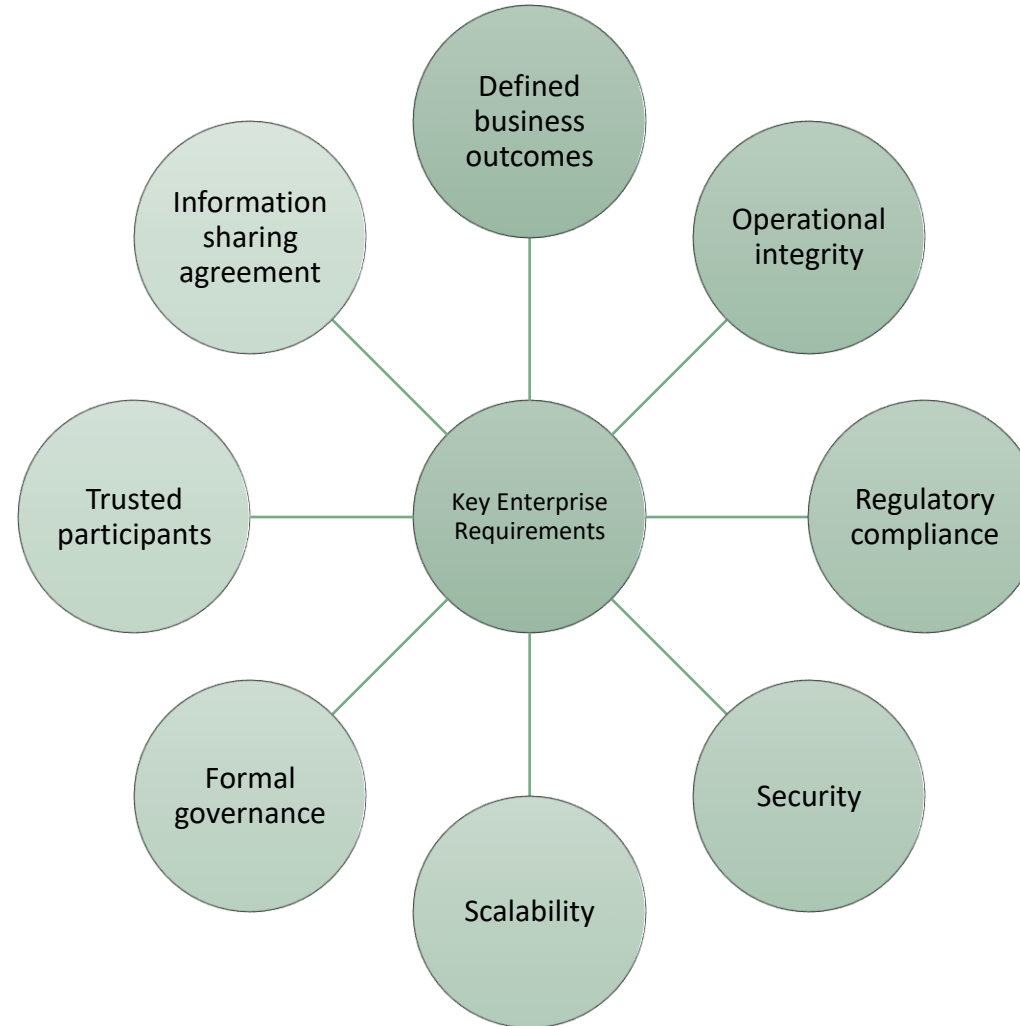 Defined
business
outcomes
Operational
integrity
Regulatory
compliance
Security
Scalability
Formal
governance
Trusted
participants
Information
sharing
agreement
Key Enterprise
Requirements